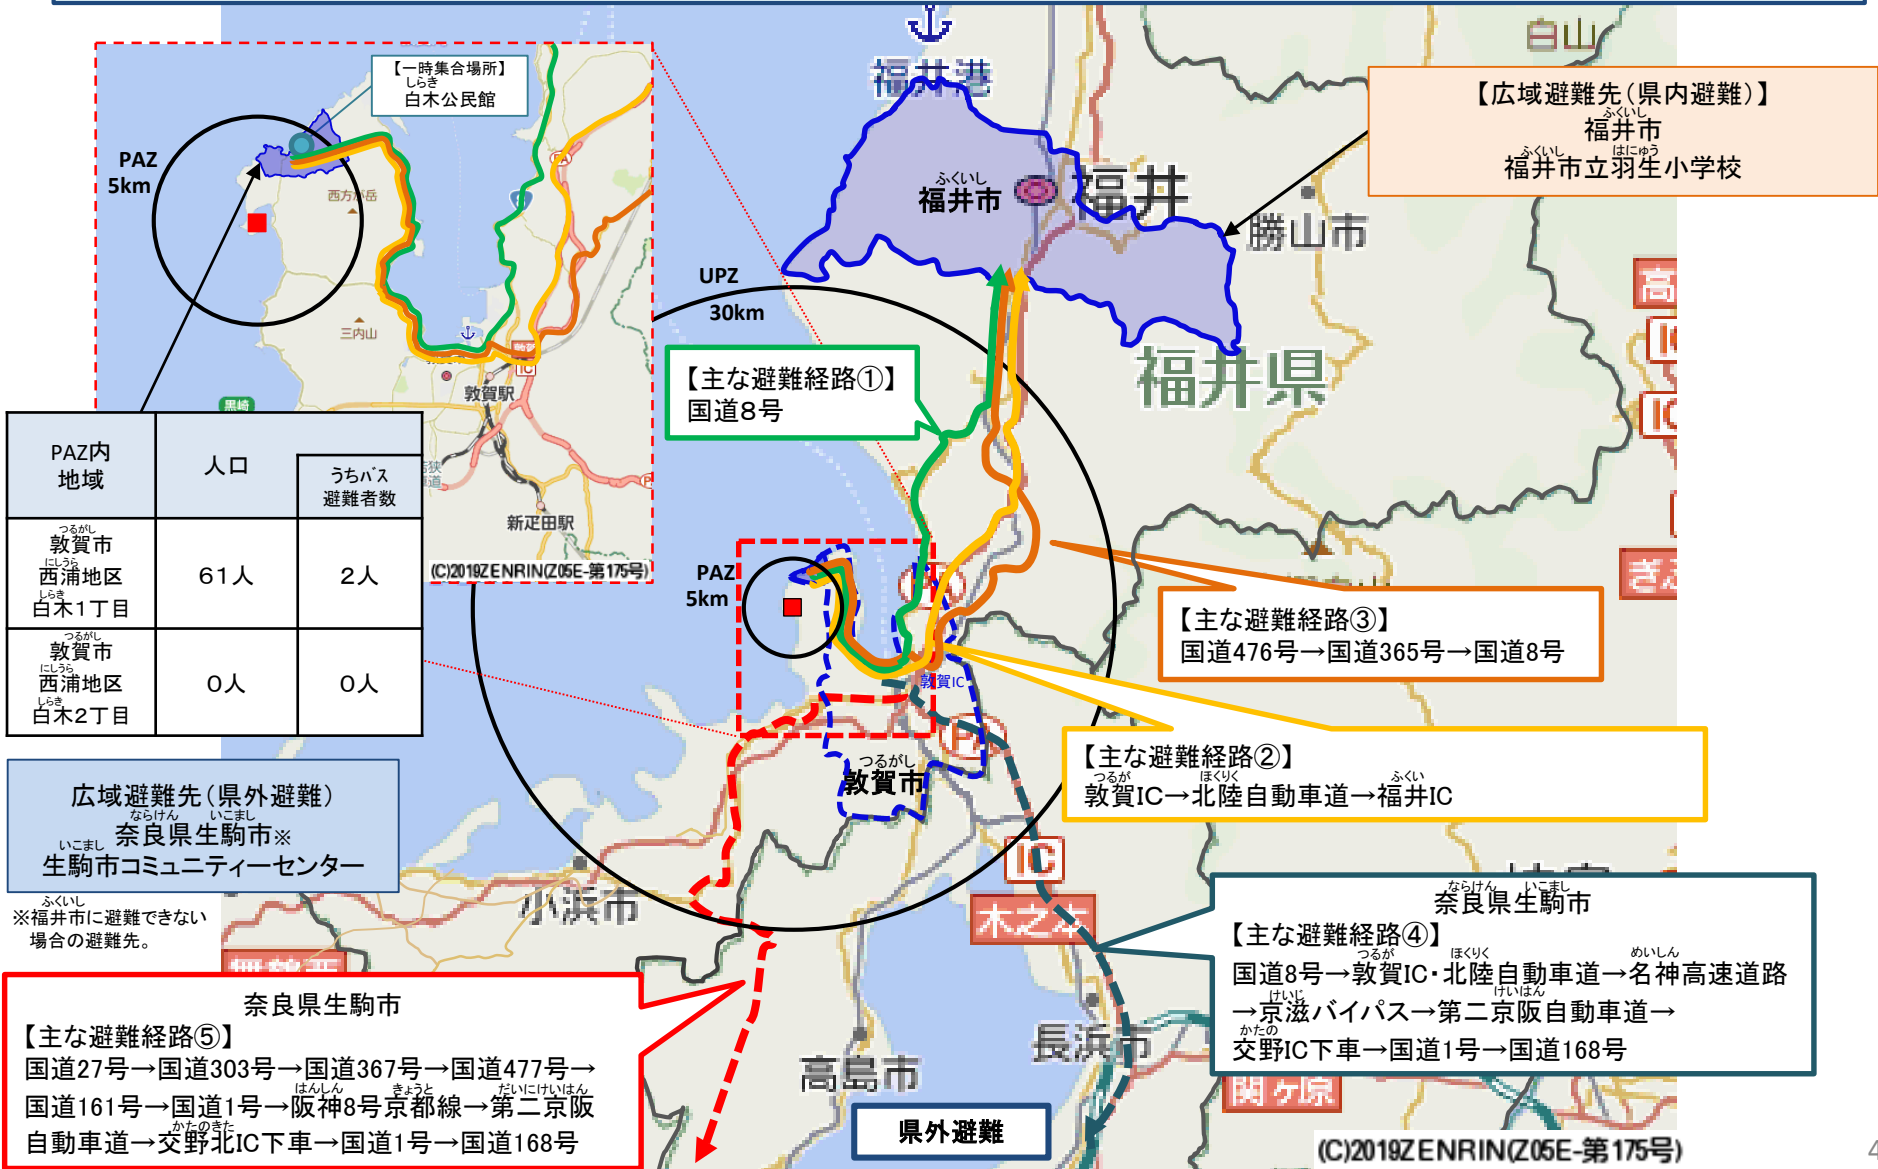 【一時集合場所】
しらき
白木公民館
PAZ
5km
西方が岳
三内山
敦賀駅
新疋田駅
黒崎
(C)2019ZENRIN(Z05E-第175号)
福井港
白山
【広域避難先(県内避難)】
ふくいし
福井市
ふくいし はにゅう
福井市立羽生小学校
ふくいし
福井市
福井
勝山市
福井県
UPZ
30km
【主な避難経路①】
国道8号
PAZ内
地域
人口
うちバス
避難者数
つるがし
敦賀市
にしうら
西浦地区
しらき
白木1丁目
61人
2人
つるがし
敦賀市
にしうら
西浦地区
しらき
白木2丁目
0人
0人
PAZ
5km
【主な避難経路③】
国道476号→国道365号→国道8号
敦賀IC
PA
つるがし
敦賀市
【主な避難経路②】
つるが ほくりく ふくい
敦賀IC→北陸自動車道→福井IC
広域避難先(県外避難)
ならけん いこまし
奈良県生駒市※
いこまし
生駒市コミュニティーセンター
ふくいし
※福井市に避難できない
場合の避難先。
小浜市
IC
木之本
ならけん いこまし
奈良県生駒市
【主な避難経路④】
つるが ほくりく めいしん
国道8号→敦賀IC・北陸自動車道→名神高速道路
けいじ けいはん
→京滋バイパス→第二京阪自動車道→
かたの
交野IC下車→国道1号→国道168号
奈良県生駒市
【主な避難経路⑤】
国道27号→国道303号→国道367号→国道477号→
はんしん きょうと だいにけいはん
国道161号→国道1号→阪神8号京都線→第二京阪
かたのきた
自動車道→交野北IC下車→国道1号→国道168号
高島市
長浜市
関ヶ原
県外避難
(C)2019ZENRIN(Z05E-第175号)
4